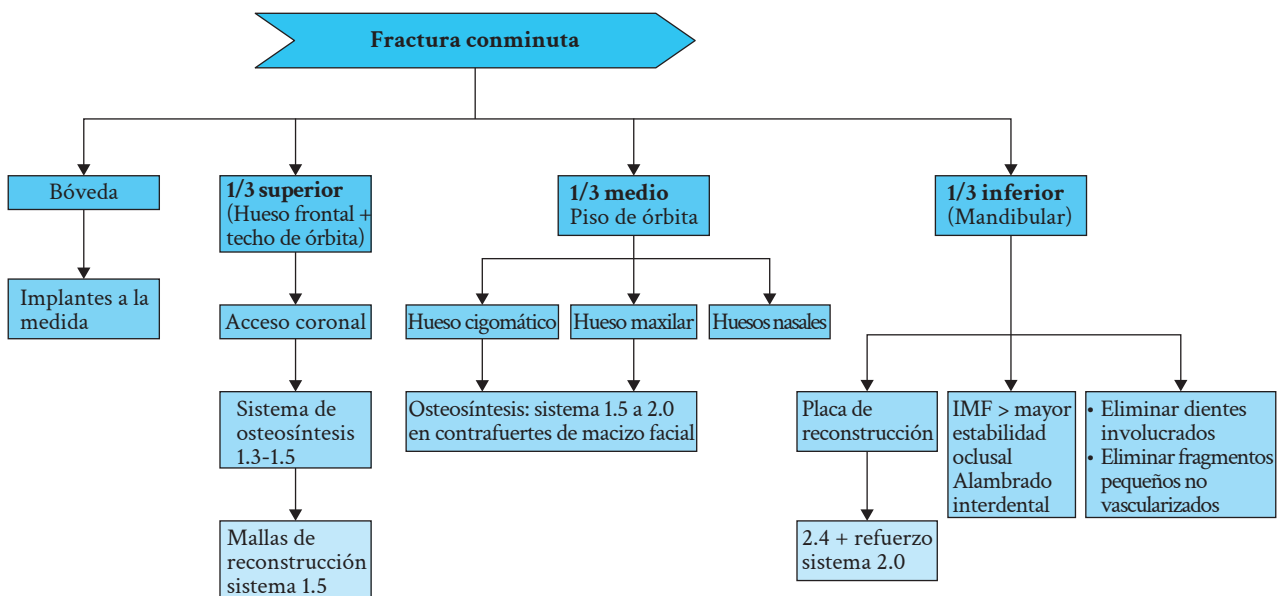 Fractura conminuta
Bóveda
Implantes a la
medida
1/3 superior
(Hueso frontal +
techo de órbita)
Acceso coronal
Sistema de
osteosíntesis
1.3-1.5
Mallas de
reconstrucción
sistema 1.5
1/3 medio
Piso de órbita
Hueso cigomático
Hueso maxilar
Huesos nasales
Osteosíntesis: sistema 1.5 a 2.0
en contrafuertes de macizo facial
1/3 inferior
(Mandibular)
Placa de
reconstrucción
2.4 + refuerzo
sistema 2.0
IMF > mayor
estabilidad
oclusal
Alambrado
interdental
• Eliminar dientes
involucrados
• Eliminar fragmentos
pequeños no
vascularizados